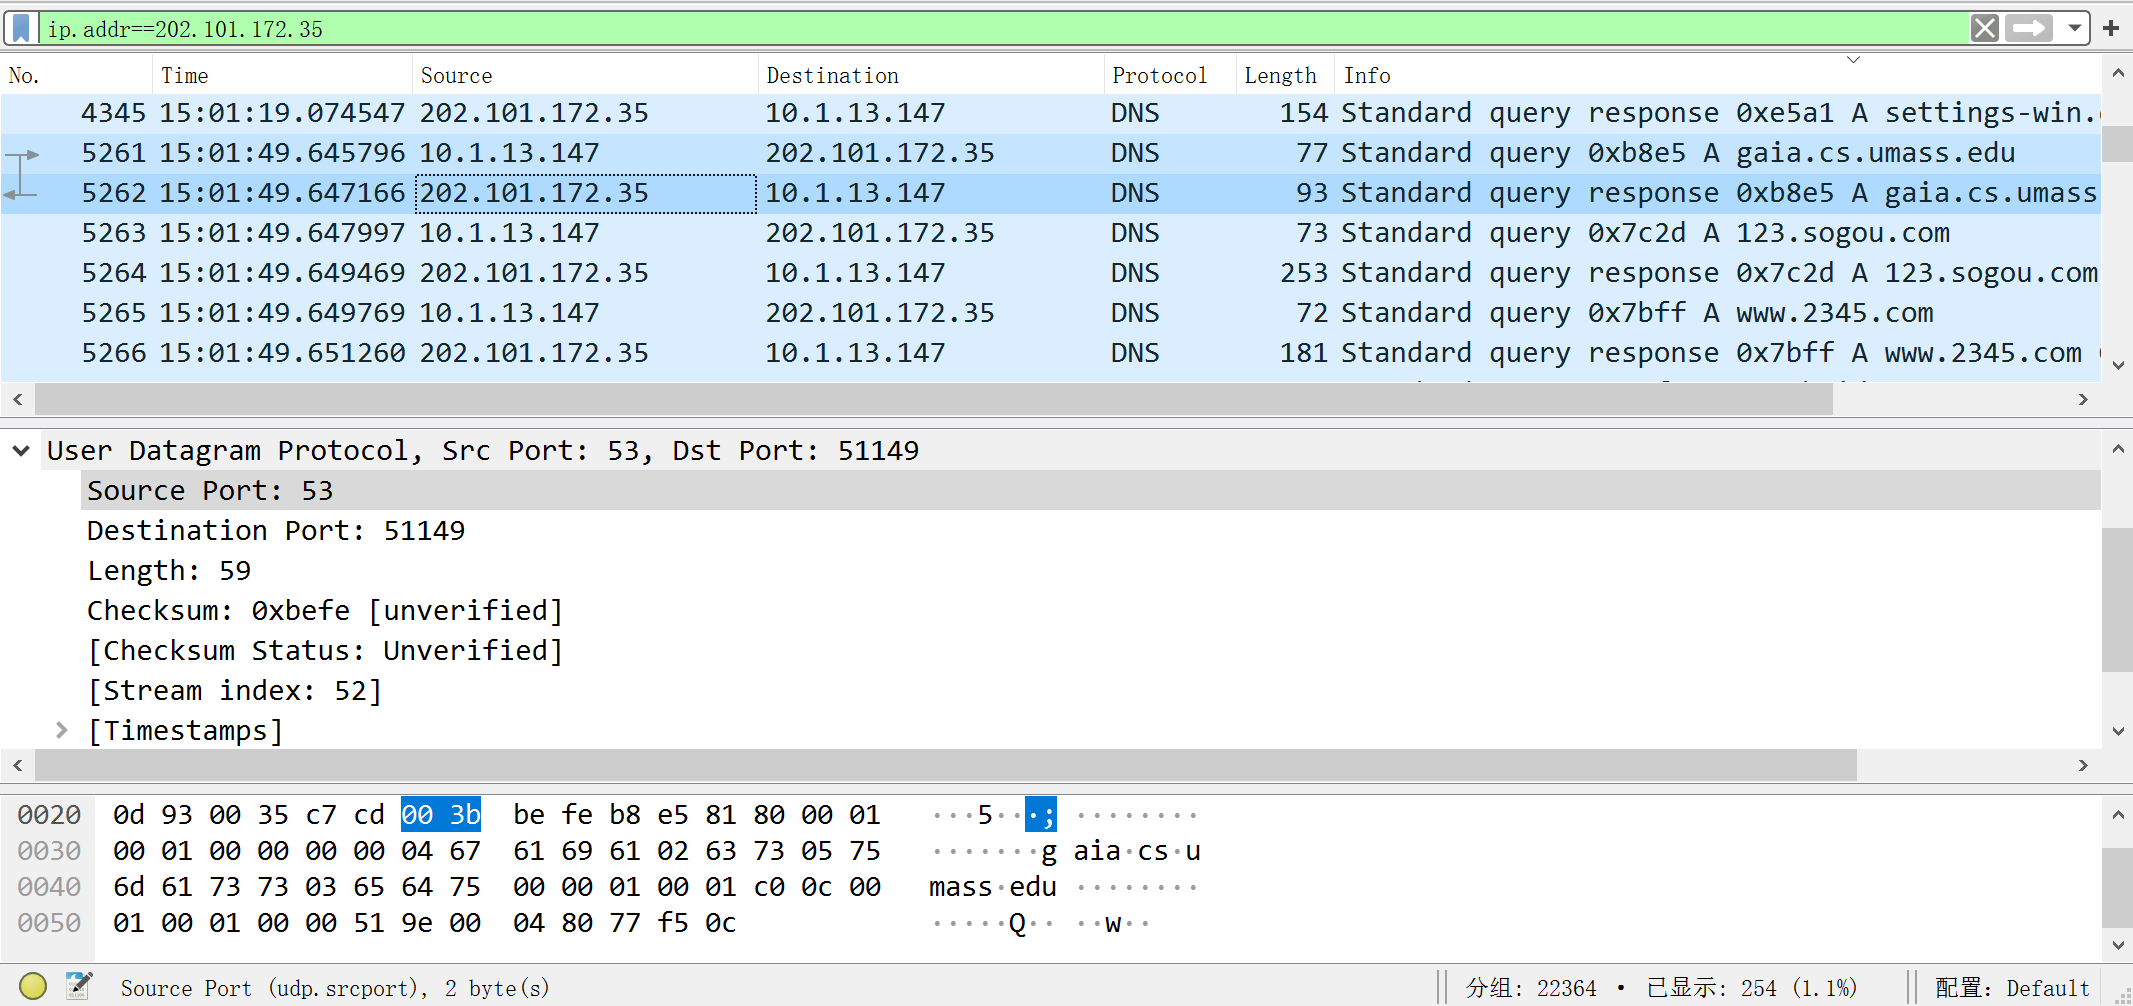 ip.addr==202.101.172.35
No. Time Source Destination Protocol Length Info
4345 15:01:19.074547 202.101.172.35 10.1.13.147 DNS 154 Standard query response 0xe5a1 A settings-win.
5261 15:01:49.645796 10.1.13.147 202.101.172.35 DNS 77 Standard query 0xb8e5 A gaia.cs.umass.edu
5262 15:01:49.647166 202.101.172.35 10.1.13.147 DNS 93 Standard query response 0xb8e5 A gaia.cs.umass
5263 15:01:49.647997 10.1.13.147 202.101.172.35 DNS 73 Standard query 0x7c2d A 123.sogou.com
5264 15:01:49.649469 202.101.172.35 10.1.13.147 DNS 253 Standard query response 0x7c2d A 123.sogou.com
5265 15:01:49.649769 10.1.13.147 202.101.172.35 DNS 72 Standard query 0x7bff A www.2345.com
5266 15:01:49.651260 202.101.172.35 10.1.13.147 DNS 181 Standard query response 0x7bff A www.2345.com
User Datagram Protocol, Src Port: 53, Dst Port: 51149
Source Port: 53
Destination Port: 51149
Length: 59
Checksum: 0xbefe [unverified]
[Checksum Status: Unverified]
[Stream index: 52]
[Timestamps]
0020 0d 93 00 35 c7 cd 00 3b be fe b8 e5 81 80 00 01 ···5···; ········
0030 00 01 00 00 00 00 04 67 61 69 61 02 63 73 05 75 ·······g aia·cs·u
0040 6d 61 73 73 03 65 64 75 00 00 01 00 01 c0 0c 00 mass·edu ········
0050 01 00 01 00 00 51 9e 00 04 80 77 f5 0c ·····Q·· ··w··
Source Port (udp.srcport), 2 byte(s) 分组: 22364 · 已显示: 254 (1.1%) 配置: Default